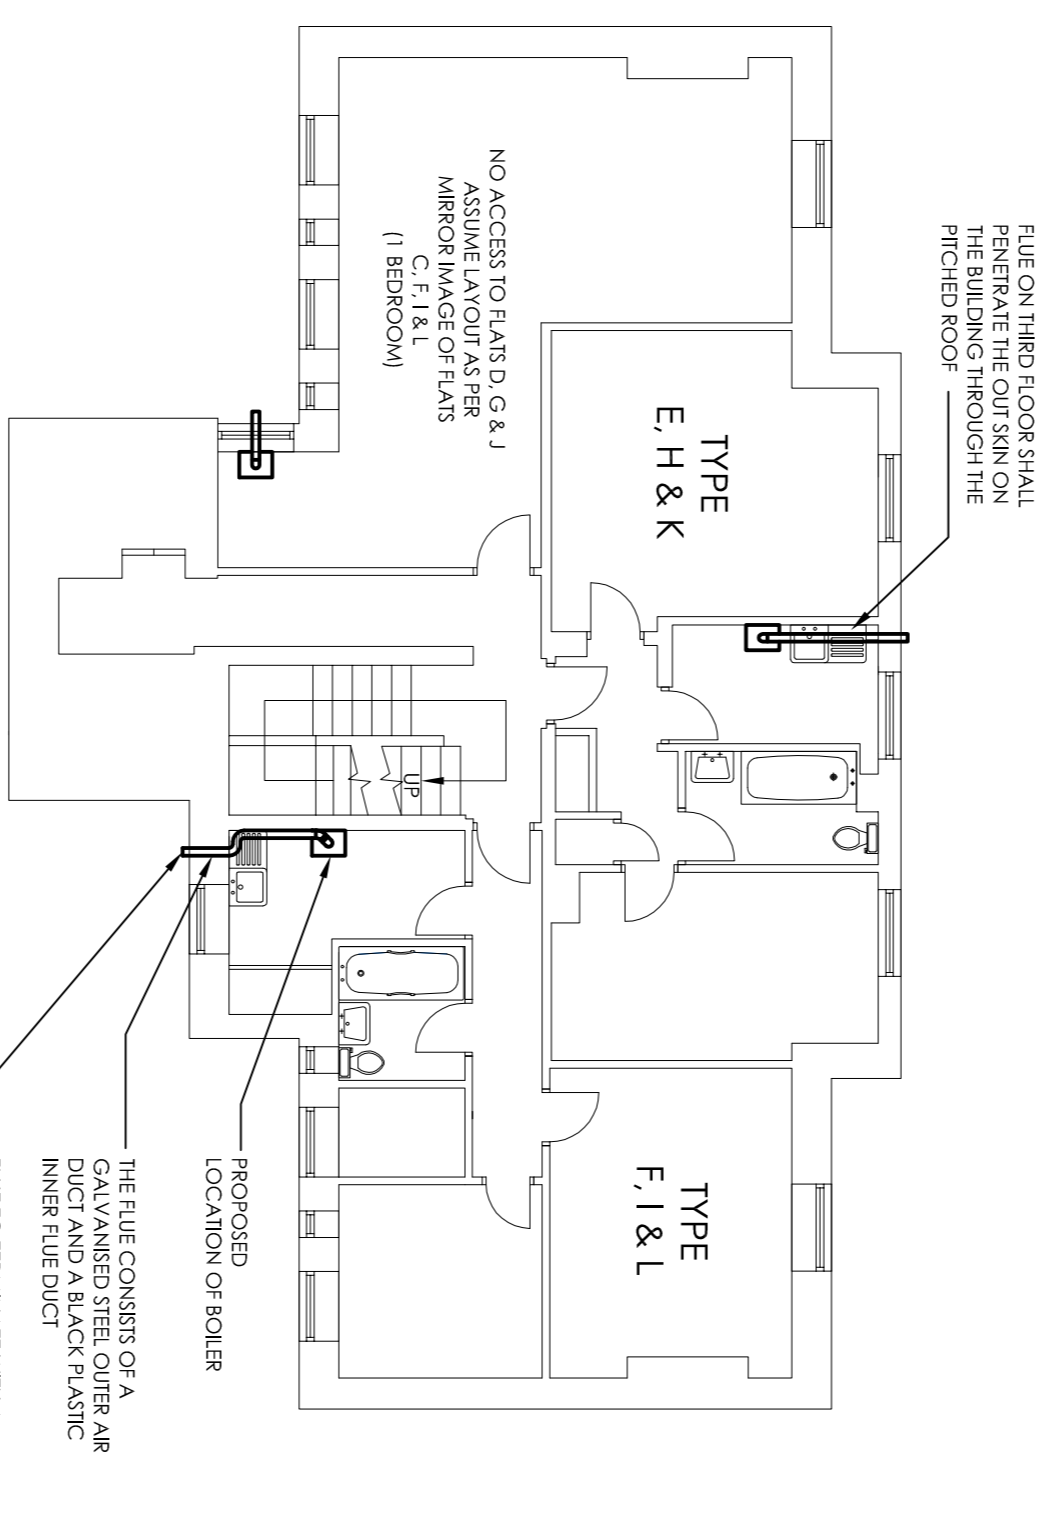 FLUE ON THIRD FLOOR SHALL
PENETRATE THE OUT SKIN ON
THE BUILDING THROUGH THE
PITCHED ROOF
NO ACCESS TO FLATS D, G & J
ASSUME LAYOUT AS PER
MIRROR IMAGE OF FLATS
C, F, I & L
(1 BEDROOM)
TYPE
E, H & K
UP
TYPE
F, I & L
PROPOSED
LOCATION OF BOILER
THE FLUE CONSISTS OF A
GALVANISED STEEL OUTER AIR
DUCT AND A BLACK PLASTIC
INNER FLUE DUCT